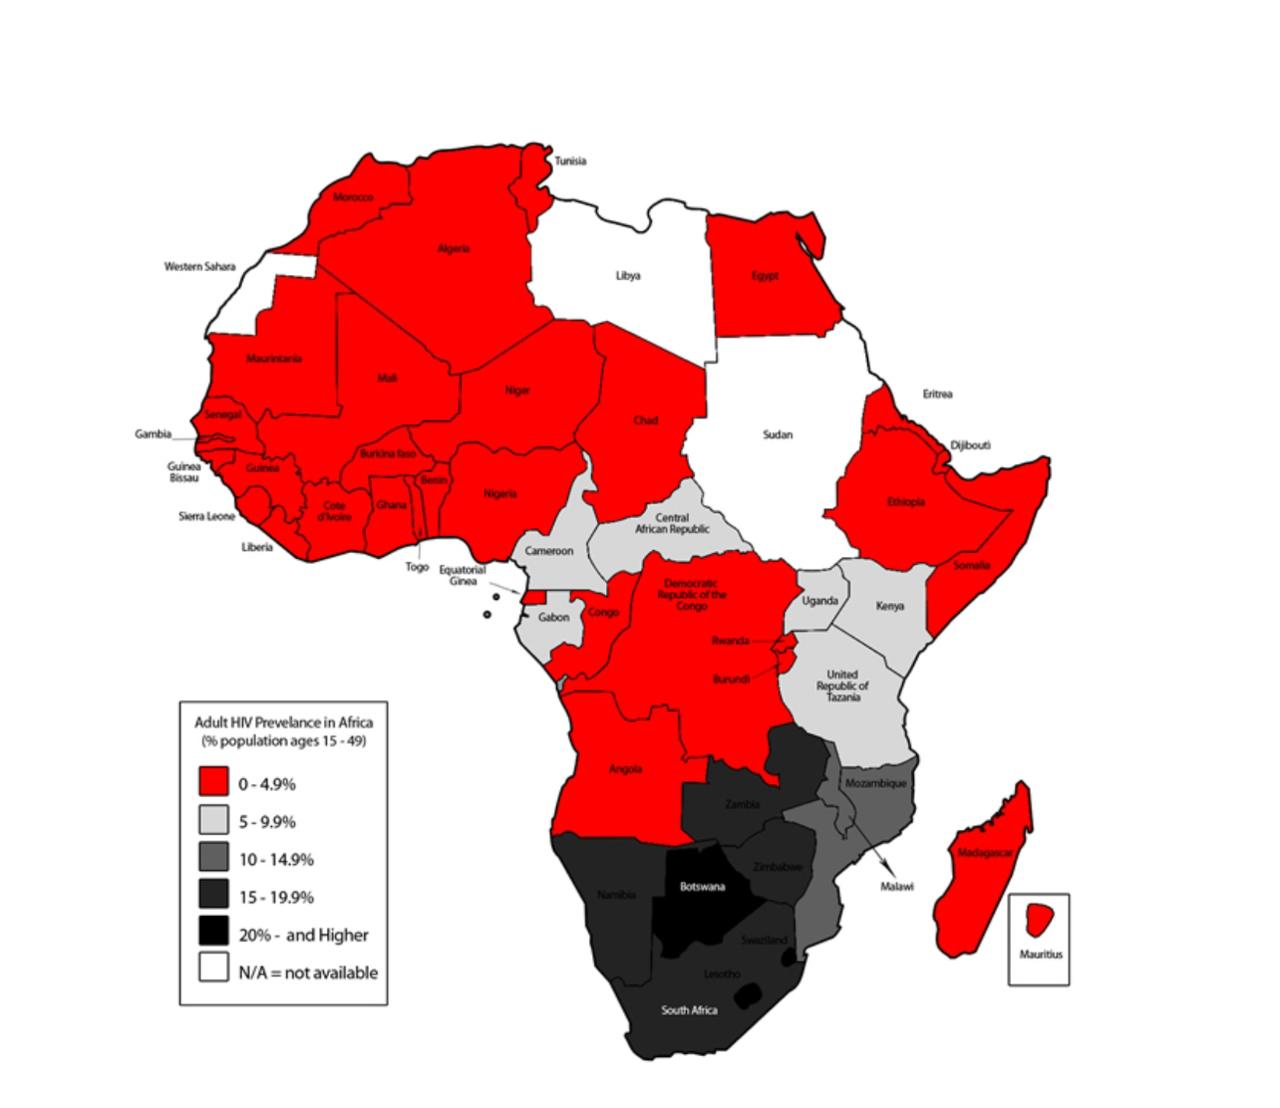 Tunisia
Morocco
Algeria
Western Sahara
Libya
Egypt
Maurintania
Mali
Niger
Chad
Sudan
Eritrea
Senegal
Gambia
Djibouti
Burkina faso
Guinea
Bissau
Guinea
Benin
Nigeria
Ethiopia
Cote
d'Ivoire
Ghana
Sierra Leone
Central
African Republic
Liberia
Cameroon
Togo
Equatorial
Ginea
Somalia
Democratic
Republic of the
Congo
Uganda
Kenya
Gabon
Congo
Rwanda
Burundi
United
Republic of
Tazania
Adult HIV Prevelance in Africa
(% population ages 15 - 49)
0 - 4.9%
5 - 9.9%
10 - 14.9%
15 - 19.9%
20% - and Higher
N/A = not available
Angola
Mozambique
Zambia
Madagascar
Zimbabwe
Malawi
Namibia
Botswana
Swaziland
Mauritius
Lesotho
South Africa